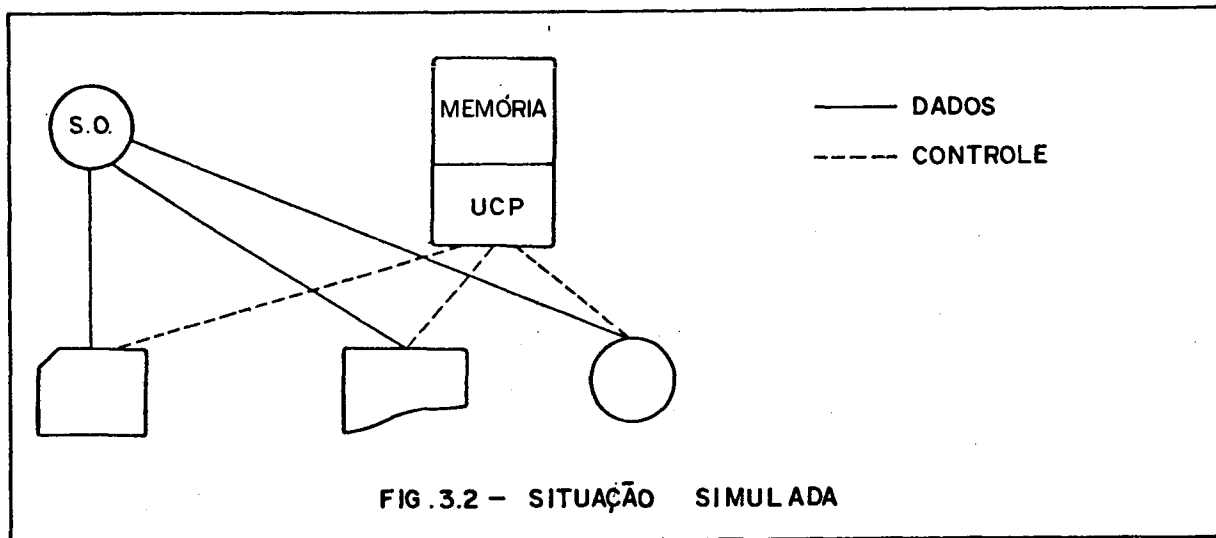 S.O.
MEMÓRIA
UCP
DADOS
CONTROLE
FIG. 3.2 – SITUAÇÃO SIMULADA